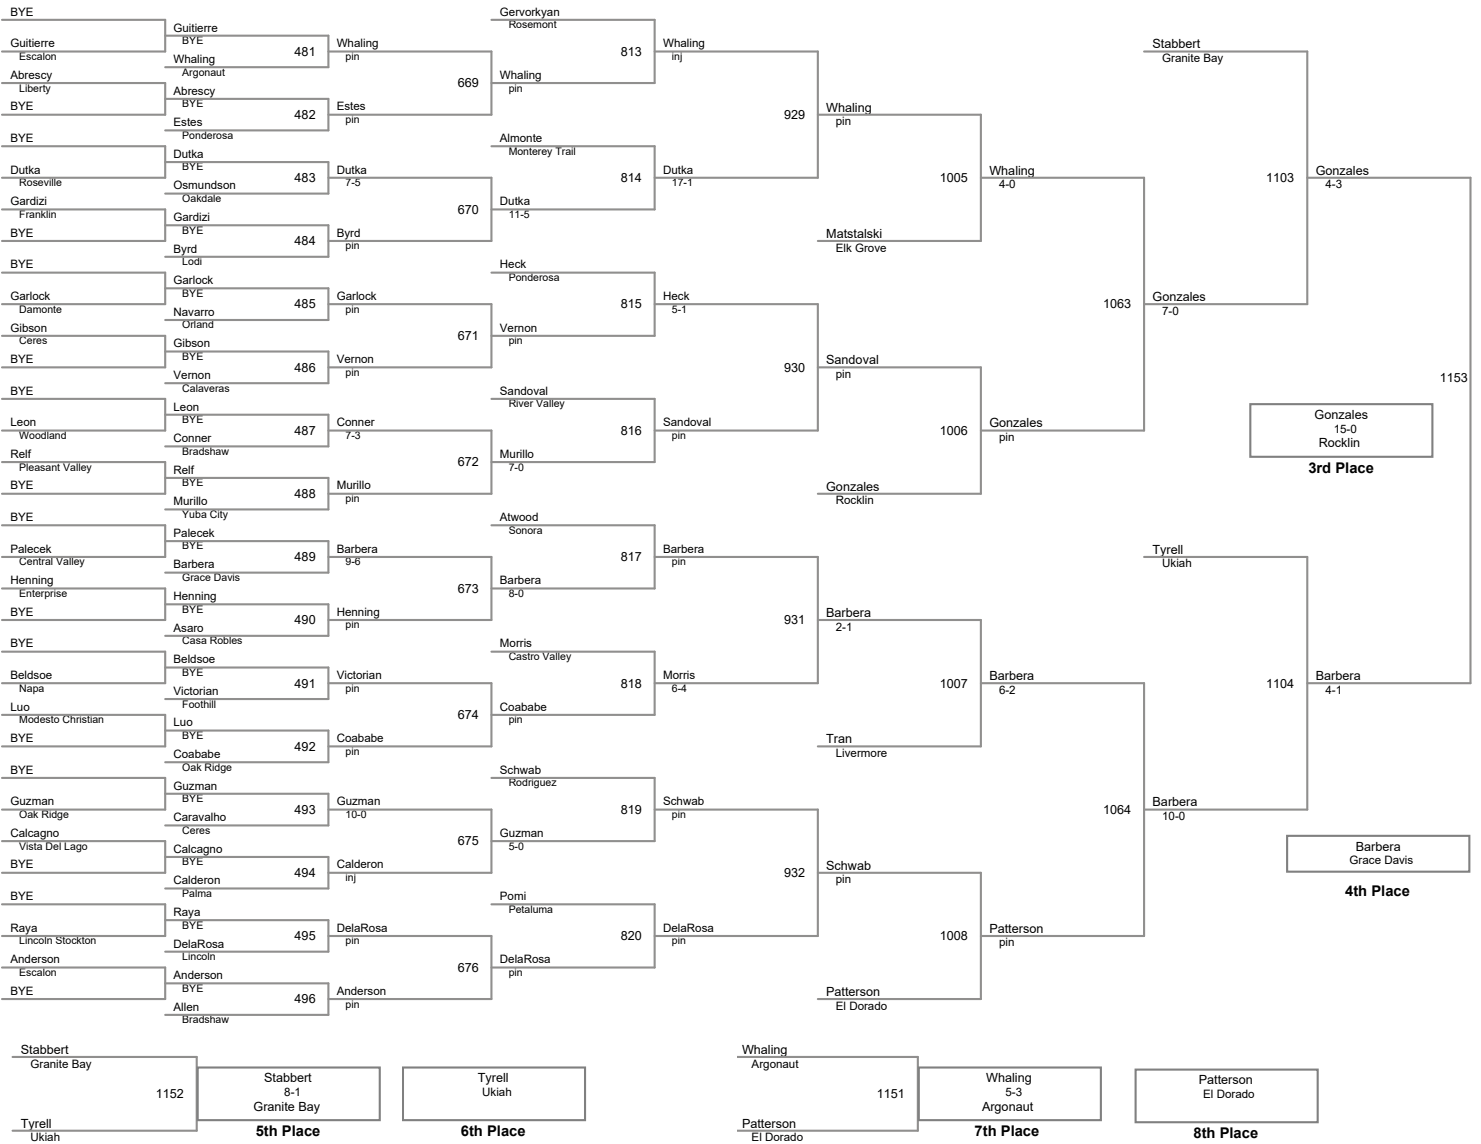 BYE
Guitierre
Escalon
Abrescy
Liberty
BYE
BYE
Dutka
Roseville
Gardizi
Franklin
BYE
BYE
Garlock
Damonte
Gibson
Ceres
BYE
BYE
Leon
Woodland
Relf
Pleasant Valley
BYE
BYE
Palecek
Central Valley
Henning
Enterprise
BYE
BYE
Beldsoe
Napa
Luo
Modesto Christian
BYE
BYE
Guzman
Oak Ridge
Calcagno
Vista Del Lago
BYE
BYE
Raya
Lincoln Stockton
Anderson
Escalon
BYE
Guitierre
BYE
481
Whaling
Argonaut
Abrescy
BYE
482
Estes
Ponderosa
Dutka
BYE
483
Osmundson
Oakdale
Gardizi
BYE
484
Byrd
Lodi
Garlock
BYE
485
Navarro
Orland
Gibson
BYE
486
Vernon
Calaveras
Leon
BYE
487
Conner
Bradshaw
Relf
BYE
488
Murillo
Yuba City
Palecek
BYE
489
Barbera
Grace Davis
Henning
BYE
490
Asaro
Casa Robles
Beldsoe
BYE
491
Victorian
Foothill
Luo
BYE
492
Coababe
Oak Ridge
Guzman
BYE
493
Caravalho
Ceres
Calcagno
BYE
494
Calderon
Palma
Raya
BYE
495
DelaRosa
Lincoln
Anderson
BYE
496
Allen
Bradshaw
Whaling
pin
669
Estes
pin
Dutka
7-5
670
Byrd
pin
Garlock
pin
671
Vernon
pin
Conner
7-3
672
Murillo
pin
Barbera
9-6
673
Henning
pin
Victorian
pin
674
Coababe
pin
Guzman
10-0
675
Calderon
inj
DelaRosa
pin
676
Anderson
pin
Gervorkyan
Rosemont
813
Whaling
pin
Almonte
Monterey Trail
814
Dutka
11-5
Heck
Ponderosa
815
Vernon
pin
Sandoval
River Valley
816
Murillo
7-0
Atwood
Sonora
817
Barbera
8-0
Morris
Castro Valley
818
Coababe
pin
Schwab
Rodriguez
819
Guzman
5-0
Pomi
Petaluma
820
DelaRosa
pin
Whaling
inj
929
Dutka
17-1
Heck
5-1
930
Sandoval
pin
Barbera
pin
931
Morris
6-4
Schwab
pin
932
DelaRosa
pin
Whaling
pin
1005
Matstalski
Elk Grove
Sandoval
pin
1006
Gonzales
Rocklin
Barbera
2-1
1007
Tran
Livermore
Schwab
pin
1008
Patterson
El Dorado
Whaling
4-0
1063
Gonzales
pin
Barbera
6-2
1064
Patterson
pin
Stabbert
Granite Bay
1103
Gonzales
7-0
Tyrell
Ukiah
1104
Barbera
10-0
Gonzales
4-3
1153
Barbera
4-1
Gonzales
15-0
Rocklin
3rd Place
Barbera
Grace Davis
4th Place
Stabbert
Granite Bay
1152
Tyrell
Ukiah
Stabbert
8-1
Granite Bay
5th Place
Tyrell
Ukiah
6th Place
Whaling
Argonaut
1151
Patterson
El Dorado
Whaling
5-3
Argonaut
7th Place
Patterson
El Dorado
8th Place